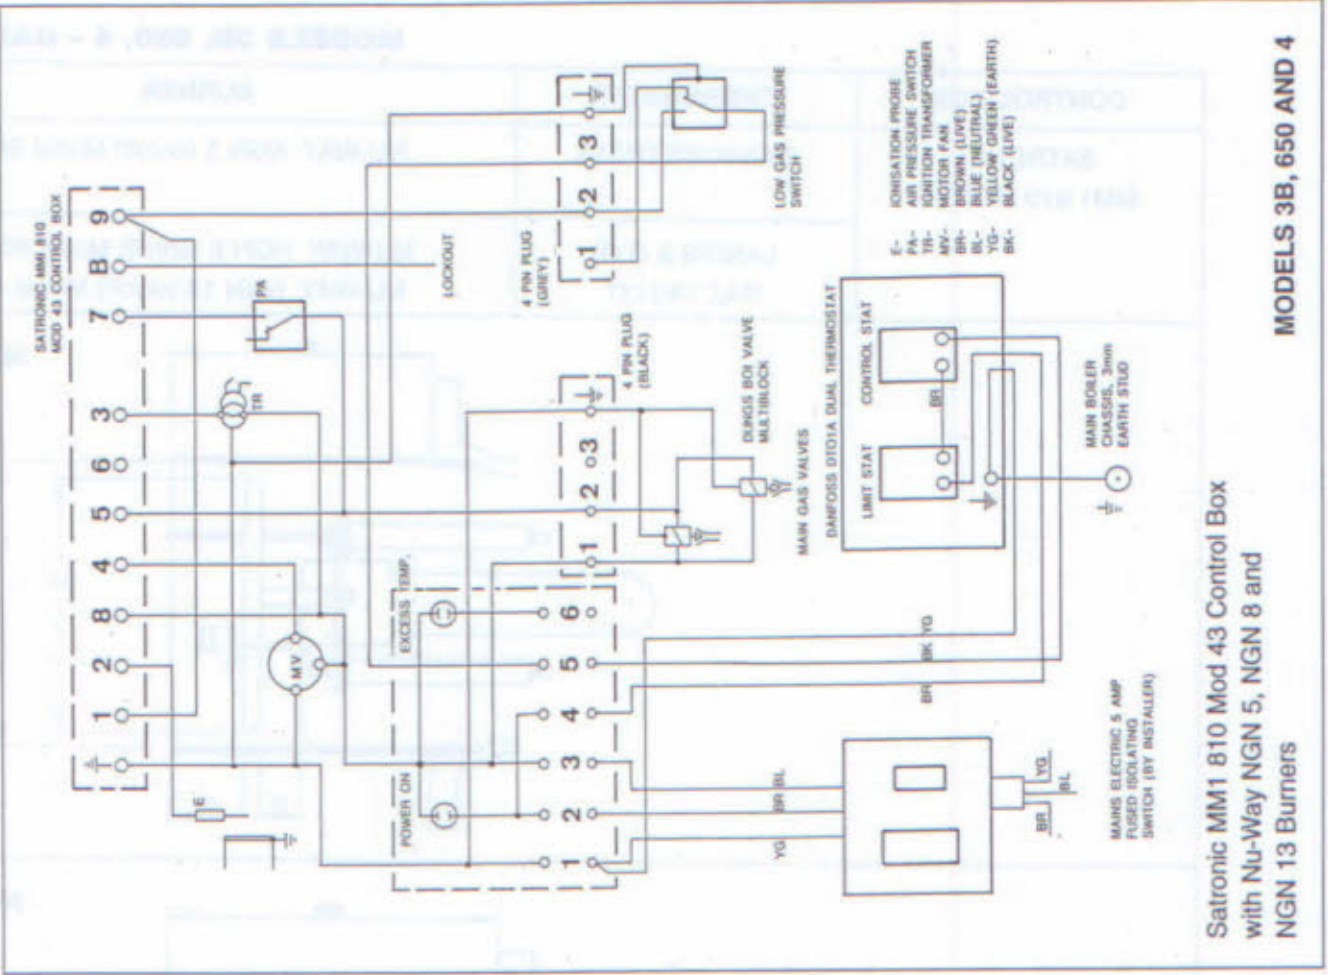 SATRONIC MMI 810
MOD 43 CONTROL BOX
⏚ 1 2 8 4 5 6 3 7 B 9
E
MV
TR
PA
LOCKOUT
POWER ON
EXCESS TEMP.
1 2 3 4 5 6
1 2 3
4 PIN PLUG
(BLACK)
1 2 3
4 PIN PLUG
(GREY)
LOW GAS PRESSURE
SWITCH
DUNGS BOI VALVE
MULTIBLOCK
MAIN GAS VALVES
DANFOSS DTO1A DUAL THERMOSTAT
LIMIT STAT
CONTROL STAT
BR
E- IONISATION PROBE
PA- AIR PRESSURE SWITCH
TR- IGNITION TRANSFORMER
MV- MOTOR FAN
BR- BROWN (LIVE)
BL- BLUE (NEUTRAL)
YG- YELLOW GREEN (EARTH)
BK- BLACK (LIVE)
YG
BR BL
BR
BK YG
MAIN BOILER
CHASSIS, 3mm
EARTH STUD
BR
BL
YG
MAINS ELECTRIC 5 AMP
FUSED ISOLATING
SWITCH (BY INSTALLER)
Satronic MM1 810 Mod 43 Control Box
with Nu-Way NGN 5, NGN 8 and
NGN 13 Burners
MODELS 3B, 650 AND 4